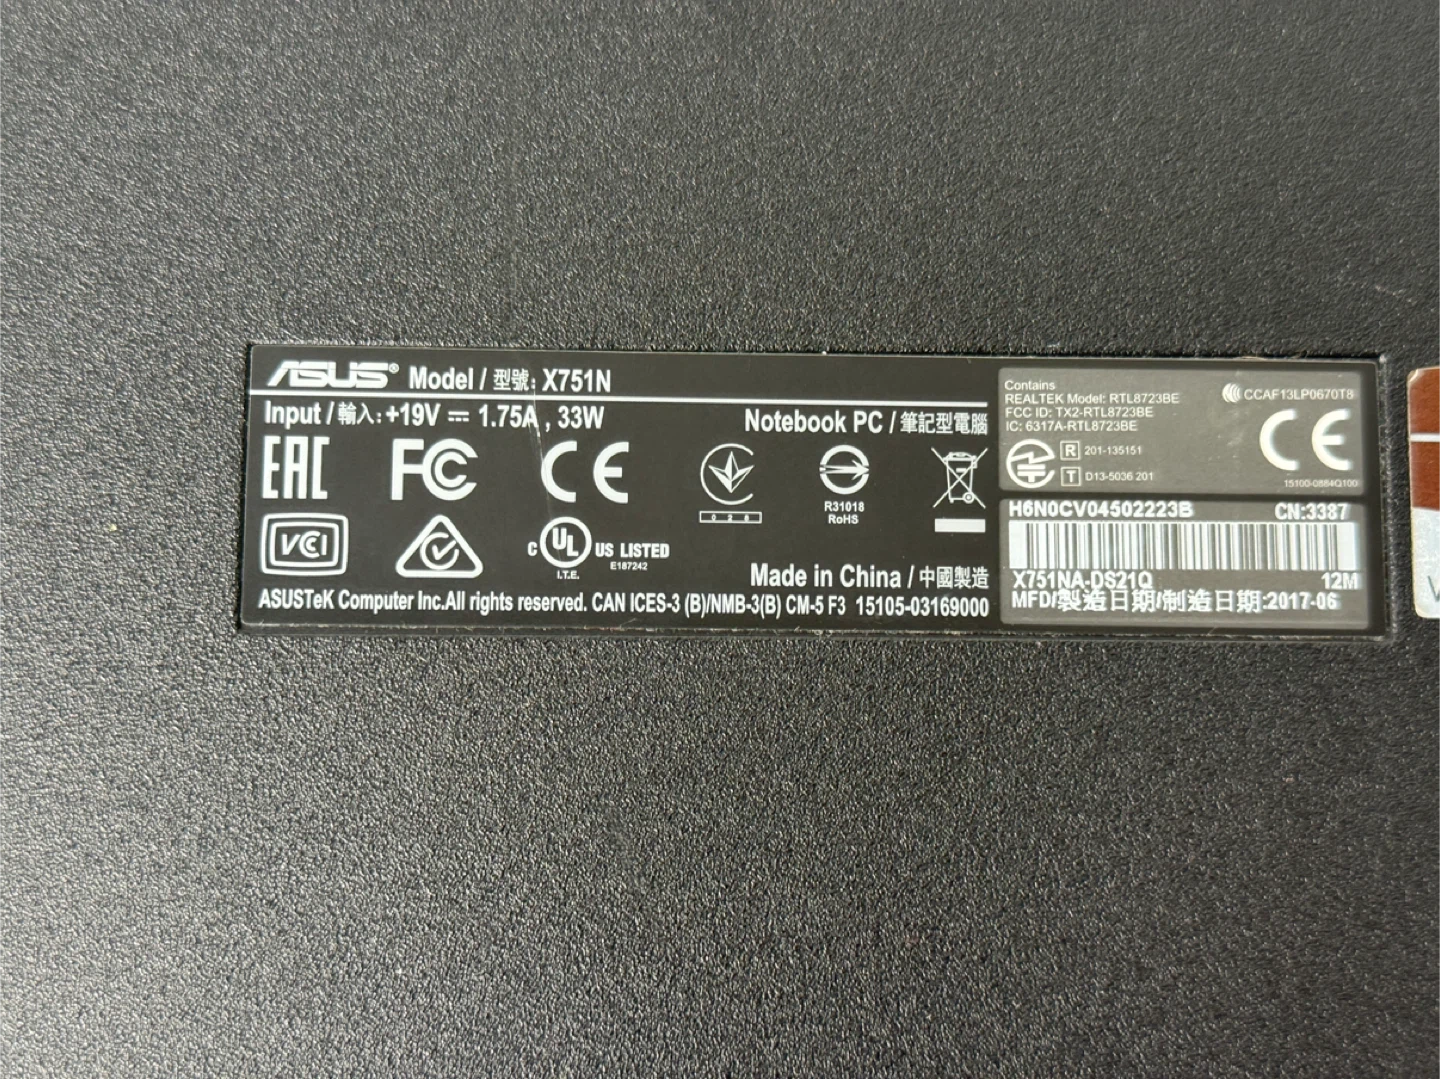 ASUS® Model / 型號: X751N
Input / 輸入: +19V ⎓ 1.75A , 33W
Notebook PC / 筆記型電腦
EAC
FC
CE
028
R31018
RoHS
VCI
C UL US LISTED
I.T.E.
E187242
Made in China / 中國製造
ASUSTeK Computer Inc.All rights reserved. CAN ICES-3 (B)/NMB-3(B) CM-5 F3 15105-03169000
Contains
REALTEK Model: RTL8723BE
FCC ID: TX2-RTL8723BE
IC: 6317A-RTL8723BE
CCAF13LP0670T8
R 201-135151
T D13-5036 201
CE
15100-0884Q100
H6N0CV04502223B CN:3387
X751NA-DS21Q 12M
MFD/製造日期/制造日期:2017-06